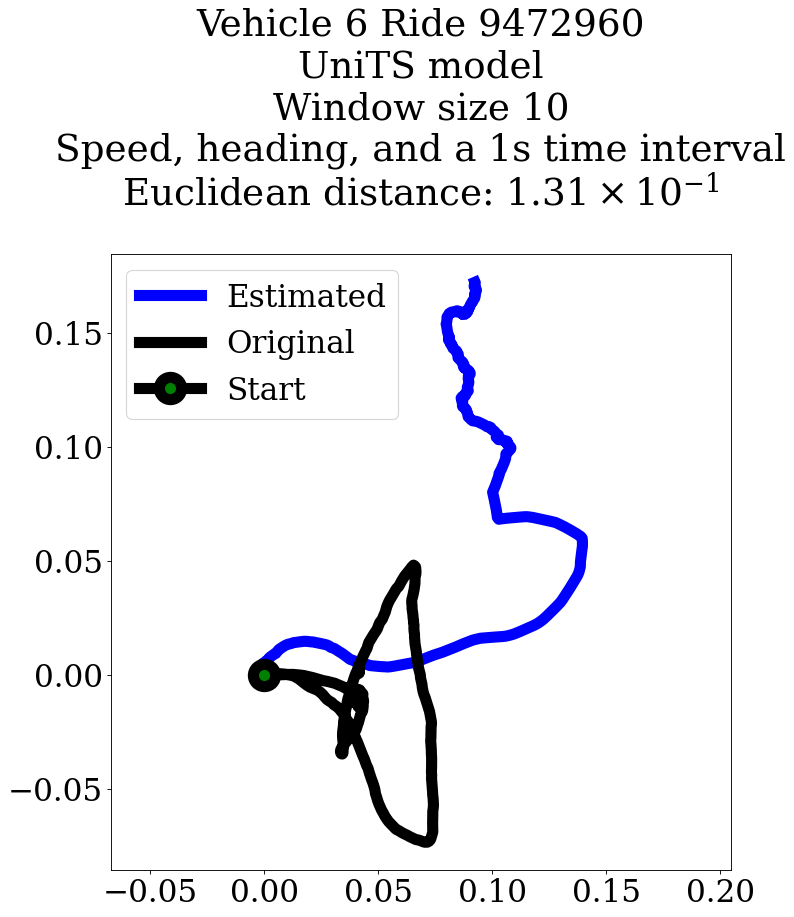 Vehicle 6 Ride 9472960
UniTS model
Window size 10
Speed, heading, and a 1s time interval
Euclidean distance: 1.31 × 10⁻¹
Estimated
Original
Start
0.15
0.10
0.05
0.00
−0.05
−0.05 0.00 0.05 0.10 0.15 0.20